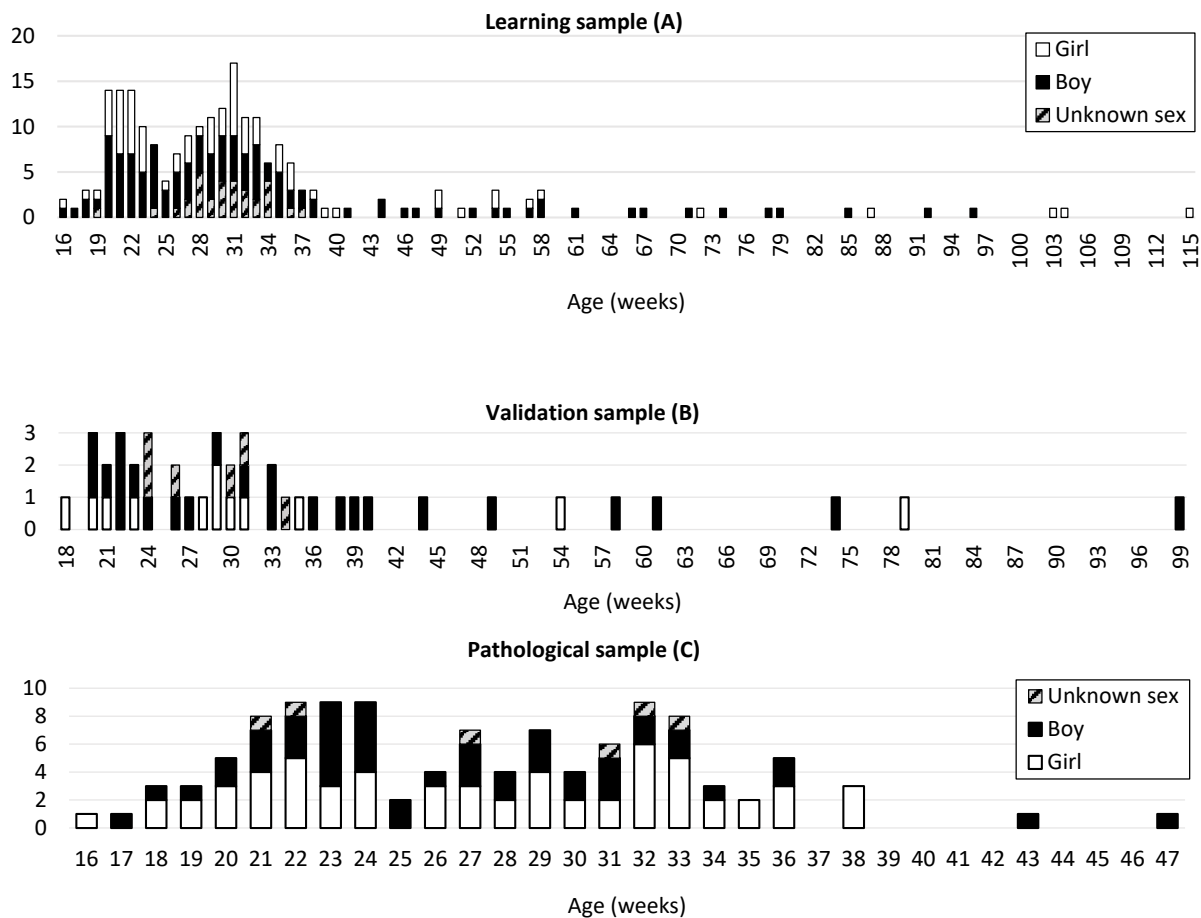 Learning sample (A)
20
15
10
5
0
Girl
Boy
Unknown sex
16 19 22 25 28 31 34 37 40 43 46 49 52 55 58 61 64 67 70 73 76 79 82 85 88 91 94 97 100 103 106 109 112 115
Age (weeks)
Validation sample (B)
3
2
1
0
18 21 24 27 30 33 36 39 42 45 48 51 54 57 60 63 66 69 72 75 78 81 84 87 90 93 96 99
Age (weeks)
Pathological sample (C)
10
8
6
4
2
0
Unknown sex
Boy
Girl
16 17 18 19 20 21 22 23 24 25 26 27 28 29 30 31 32 33 34 35 36 37 38 39 40 41 42 43 44 45 46 47
Age (weeks)